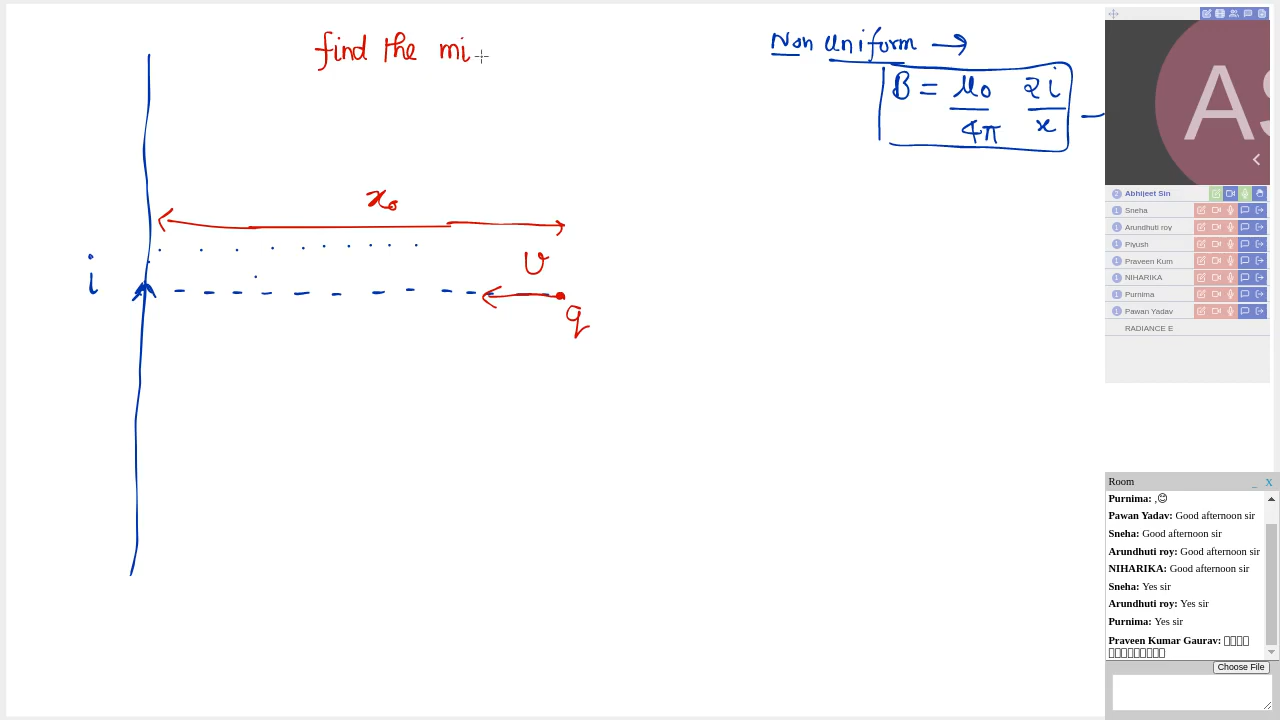 find the mi
Non uniform →
B = μ₀ 2i
4π x
x₀
i
v
q
AS
Abhijeet Sin
Sneha
Arundhuti roy
Piyush
Praveen Kum
NIHARIKA
Purnima
Pawan Yadav
RADIANCE E
Room _ X
Purnima: ,😊
Pawan Yadav: Good afternoon sir
Sneha: Good afternoon sir
Arundhuti roy: Good afternoon sir
NIHARIKA: Good afternoon sir
Sneha: Yes sir
Arundhuti roy: Yes sir
Purnima: Yes sir
Praveen Kumar Gaurav:
Choose File